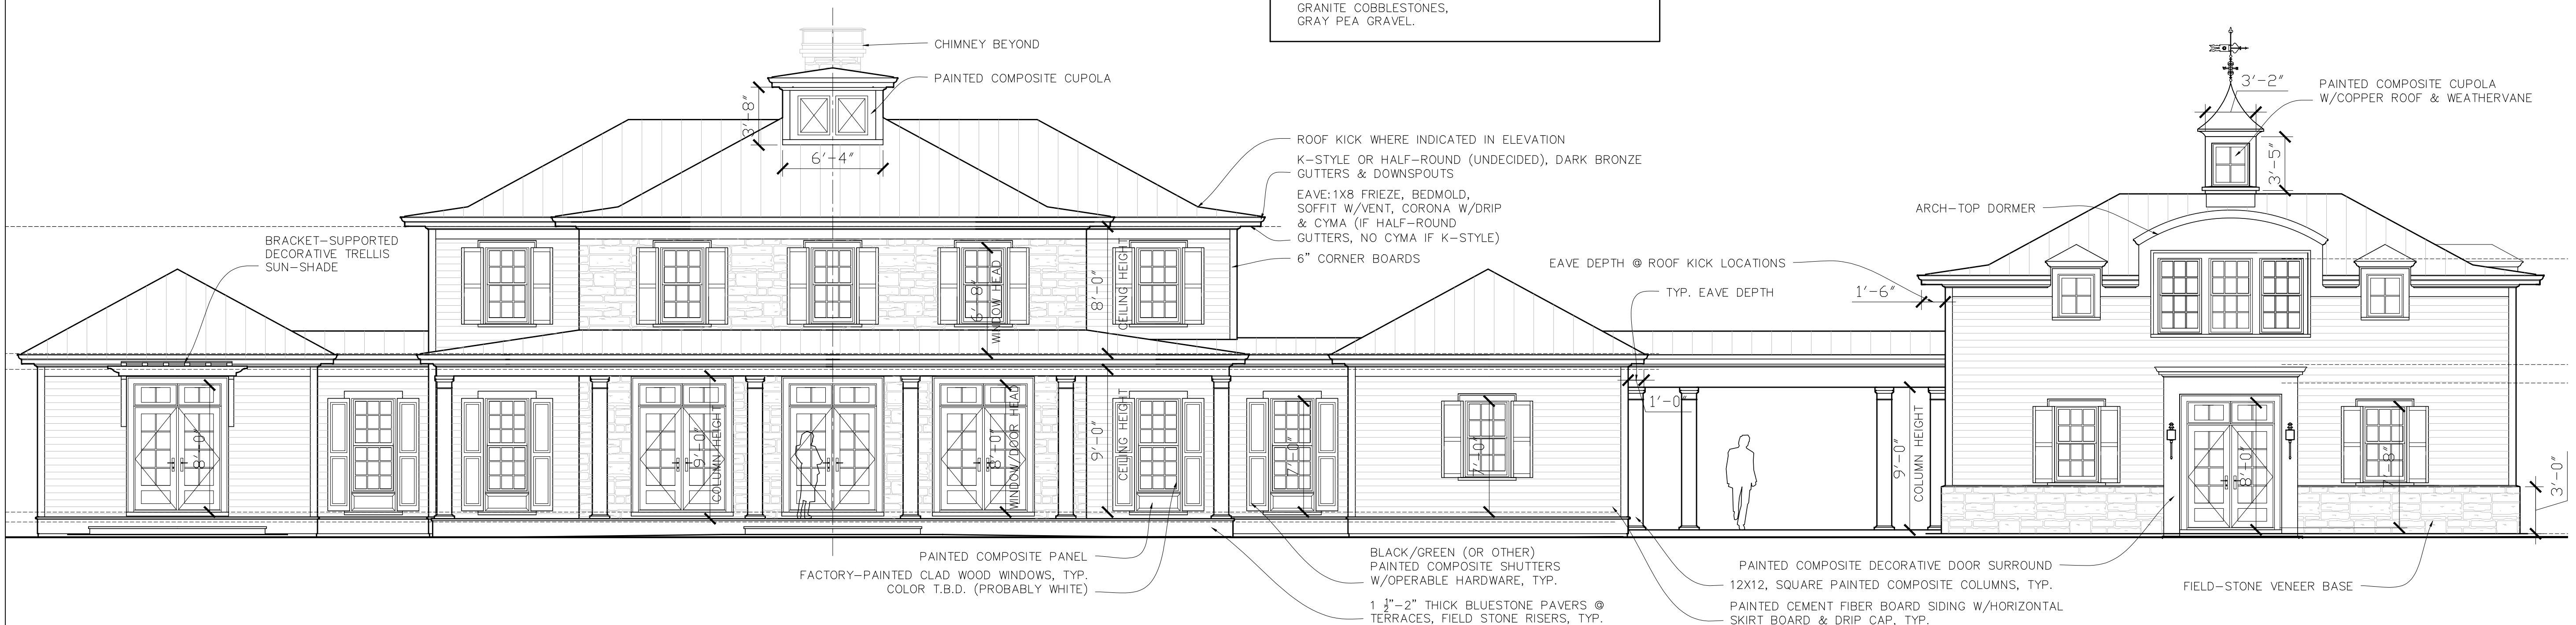 GRANITE COBBLESTONES,
GRAY PEA GRAVEL.
CHIMNEY BEYOND
PAINTED COMPOSITE CUPOLA
3'-8"
6'-4"
ROOF KICK WHERE INDICATED IN ELEVATION
K-STYLE OR HALF-ROUND (UNDECIDED), DARK BRONZE
GUTTERS & DOWNSPOUTS
EAVE: 1X8 FRIEZE, BEDMOLD,
SOFFIT W/VENT, CORONA W/DRIP
& CYMA (IF HALF-ROUND
GUTTERS, NO CYMA IF K-STYLE)
6" CORNER BOARDS
3'-2"
PAINTED COMPOSITE CUPOLA
W/COPPER ROOF & WEATHERVANE
3'-5"
ARCH-TOP DORMER
BRACKET-SUPPORTED
DECORATIVE TRELLIS
SUN-SHADE
EAVE DEPTH @ ROOF KICK LOCATIONS
1'-6"
TYP. EAVE DEPTH
1'-0"
6'-8"
WINDOW HEAD
8'-0"
CEILING HEIGHT
8'-0"
9'-0"
COLUMN HEIGHT
8'-0"
WINDOW/DOOR HEAD
9'-0"
CEILING HEIGHT
7'-0"
7'-0"
9'-0"
COLUMN HEIGHT
8'-0"
7'-8"
3'-0"
PAINTED COMPOSITE PANEL
FACTORY-PAINTED CLAD WOOD WINDOWS, TYP.
COLOR T.B.D. (PROBABLY WHITE)
BLACK/GREEN (OR OTHER)
PAINTED COMPOSITE SHUTTERS
W/OPERABLE HARDWARE, TYP.
1 ½"-2" THICK BLUESTONE PAVERS @
TERRACES, FIELD STONE RISERS, TYP.
PAINTED COMPOSITE DECORATIVE DOOR SURROUND
12X12, SQUARE PAINTED COMPOSITE COLUMNS, TYP.
PAINTED CEMENT FIBER BOARD SIDING W/HORIZONTAL
SKIRT BOARD & DRIP CAP, TYP.
FIELD-STONE VENEER BASE